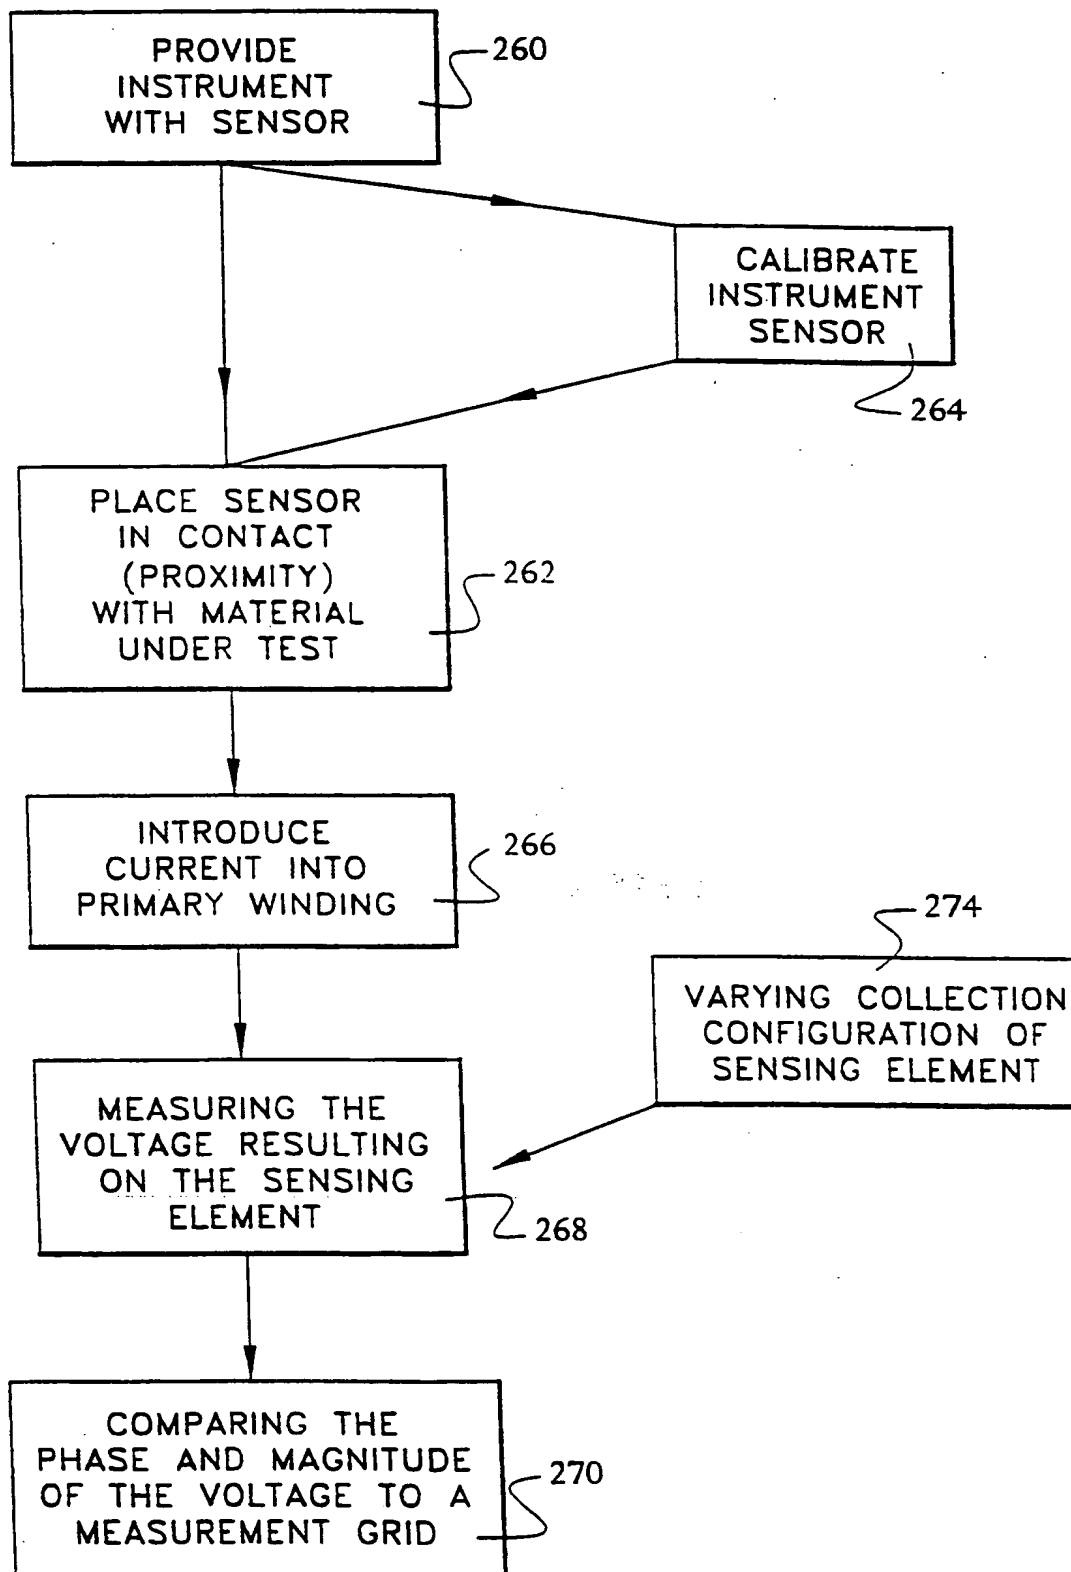 PROVIDE
INSTRUMENT
WITH SENSOR
260
CALIBRATE
INSTRUMENT
SENSOR
264
PLACE SENSOR
IN CONTACT
(PROXIMITY)
WITH MATERIAL
UNDER TEST
262
INTRODUCE
CURRENT INTO
PRIMARY WINDING
266
274
VARYING COLLECTION
CONFIGURATION OF
SENSING ELEMENT
MEASURING THE
VOLTAGE RESULTING
ON THE SENSING
ELEMENT
268
COMPARING THE
PHASE AND MAGNITUDE
OF THE VOLTAGE TO A
MEASUREMENT GRID
270